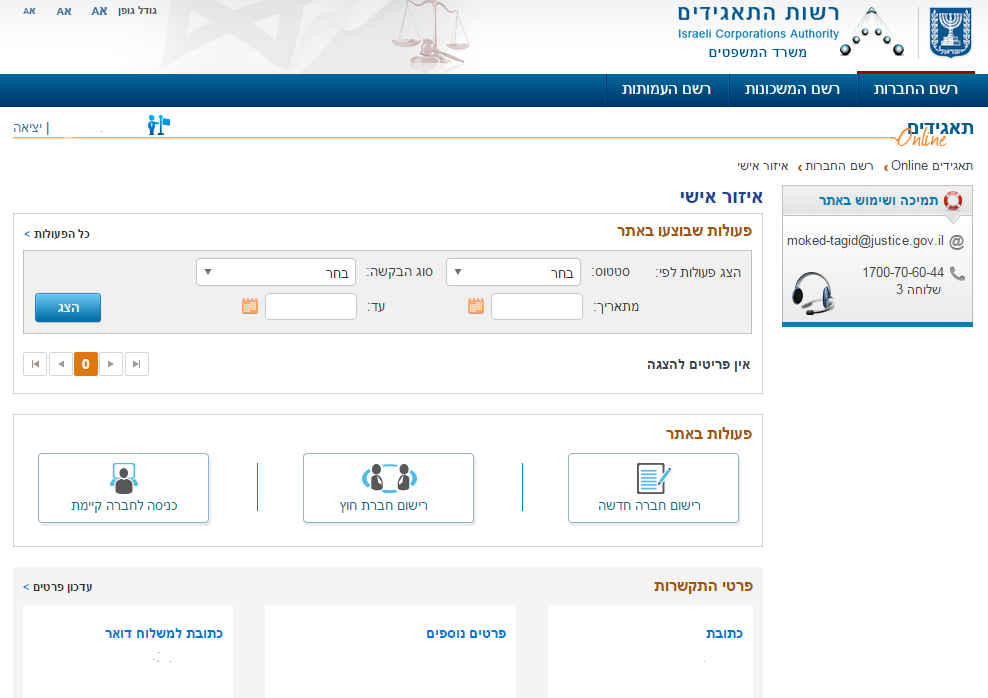 רשות התאגידים
Israeli Corporations Authority
משרד המשפטים
גודל גופן
אA
אA
אA
רשם החברות
רשם המשכונות
רשם העמותות
תאגידים
Online
| יציאה
תאגידים Online
רשם החברות
איזור אישי
תמיכה ושימוש באתר
moked-tagid@justice.gov.il
1700-70-60-44
שלוחה 3
איזור אישי
פעולות שבוצעו באתר
כל הפעולות >
הצג פעולות לפי:
סטטוס:
בחר
סוג הבקשה:
בחר
מתאריך:
עד:
הצג
אין פריטים להצגה
0
פעולות באתר
רישום חברה חדשה
רישום חברת חוץ
כניסה לחברה קיימת
פרטי התקשרות
עדכון פרטים >
כתובת
פרטים נוספים
כתובת למשלוח דואר